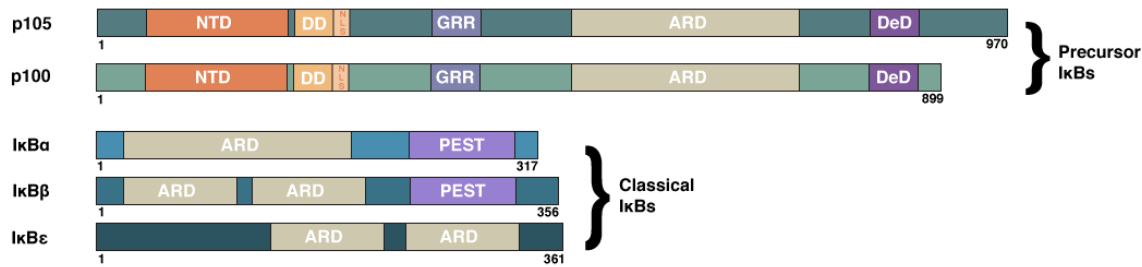 p105
NTD DD NLS GRR ARD DeD
1 970
p100
NTD DD NLS GRR ARD DeD
1 899
Precursor
IκBs
IκBα
ARD PEST
1 317
IκBβ
ARD ARD PEST
1 356
IκBε
ARD ARD
1 361
Classical
IκBs